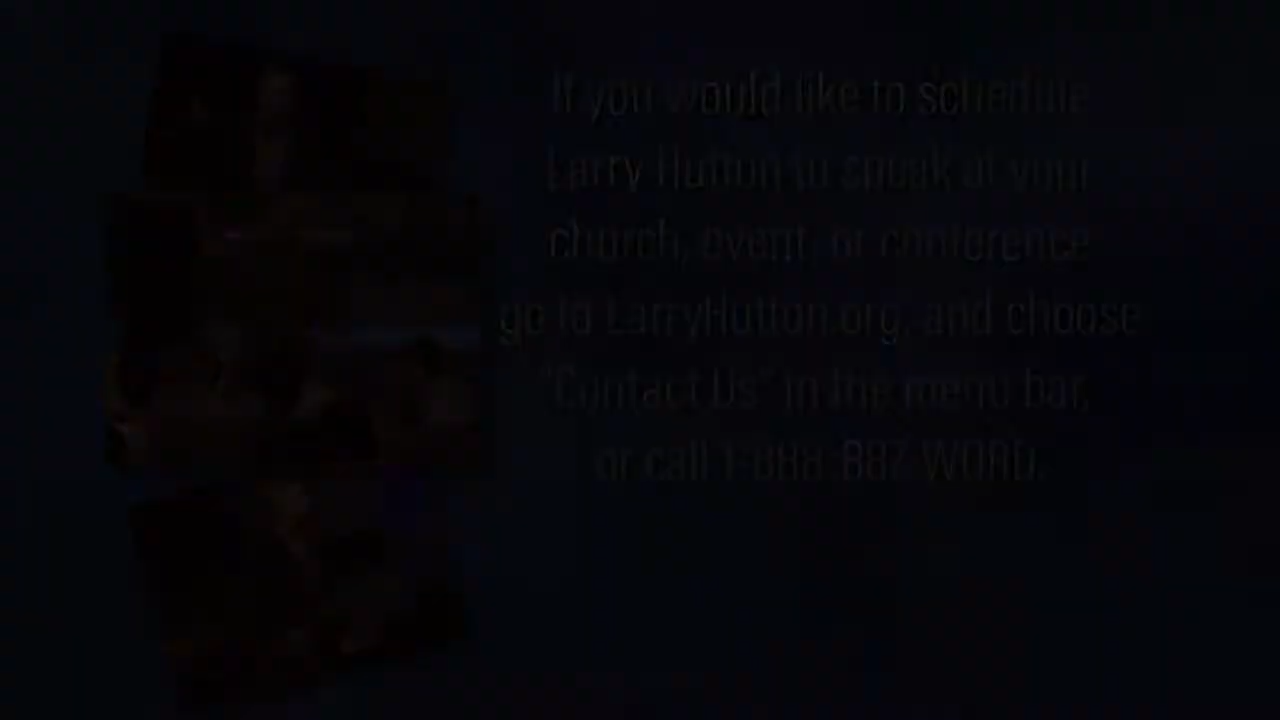 If you would like to schedule
Larry Hutton to speak at your
church, event, or conference
go to LarryHutton.org, and choose
"Contact Us" in the menu bar,
or call 1-888-887-WORD.